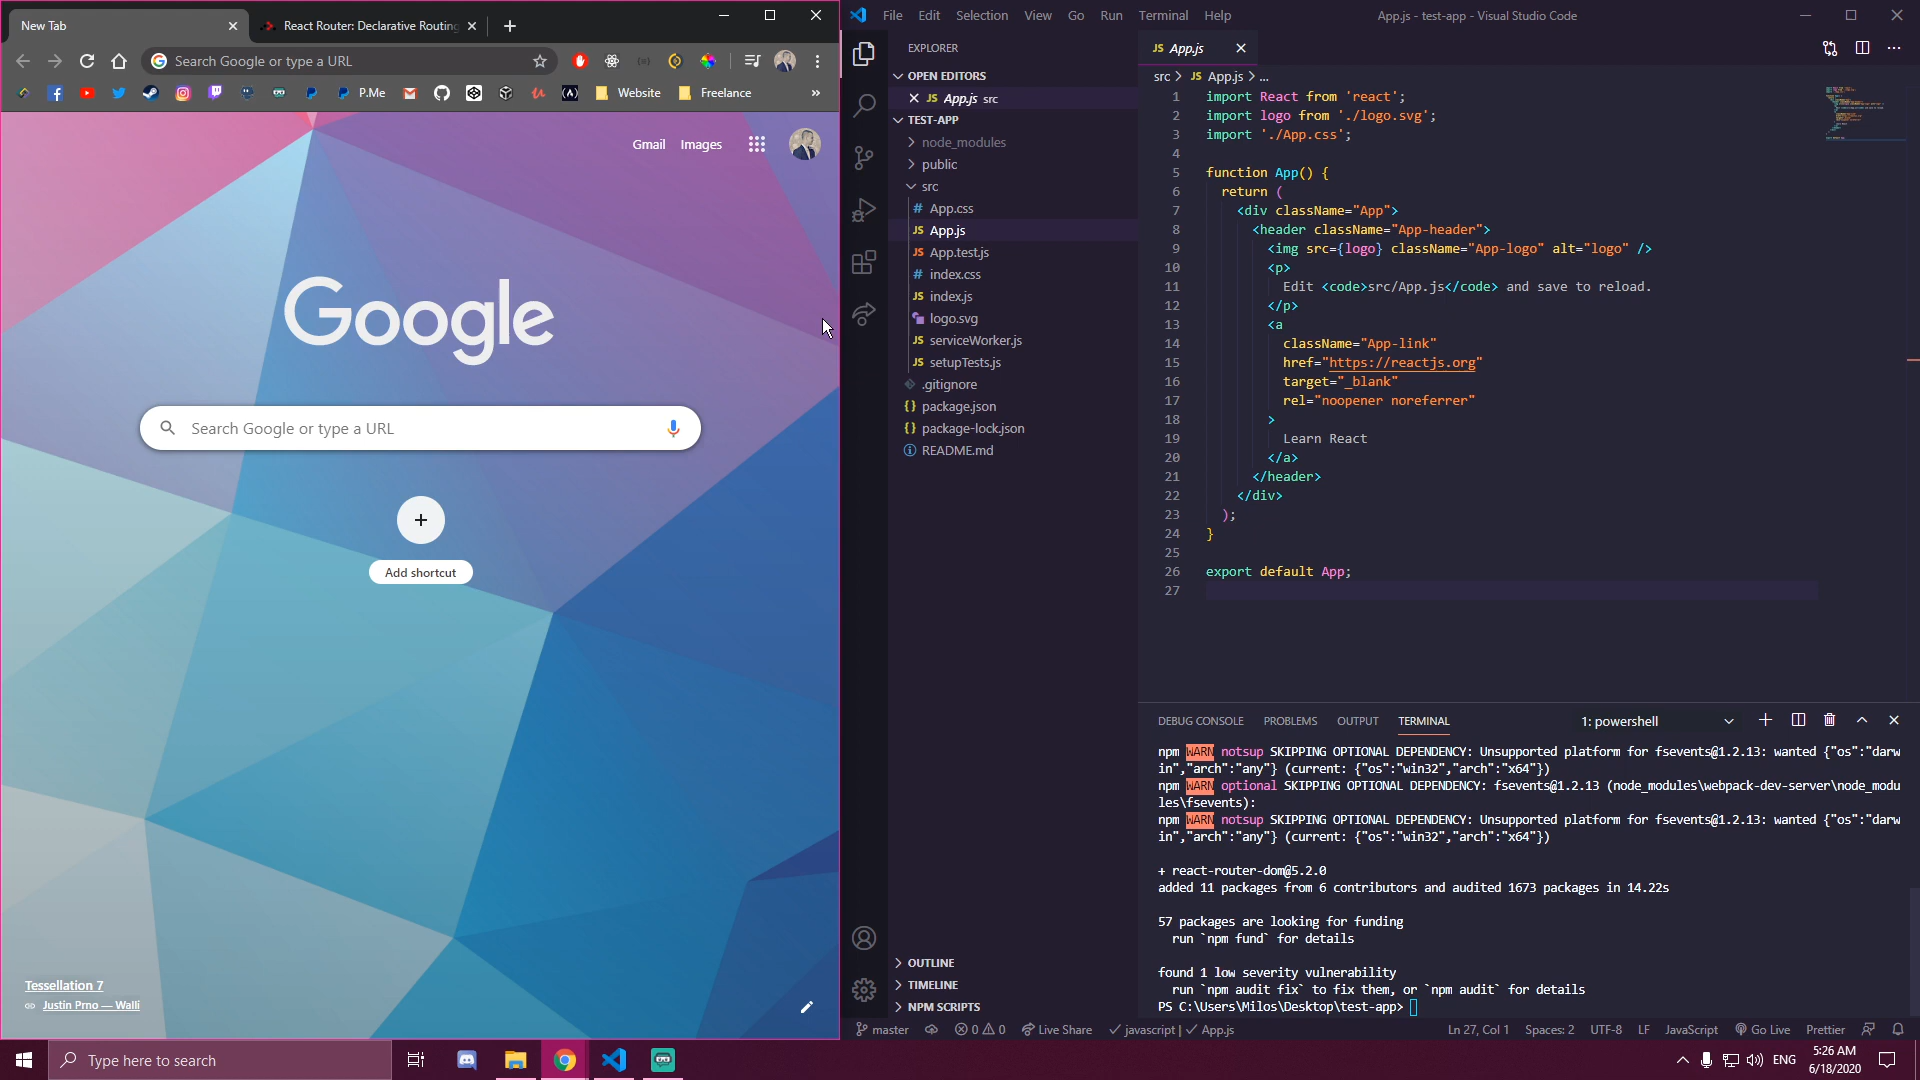 New Tab
React Router: Declarative Routing
Search Google or type a URL
P.Me
Website
Freelance
»
Gmail
Images
Google
Search Google or type a URL
Add shortcut
Tessellation 7
Justin Prno — Walli
File Edit Selection View Go Run Terminal Help
App.js - test-app - Visual Studio Code
EXPLORER
OPEN EDITORS
JS App.js src
TEST-APP
node_modules
public
src
# App.css
JS App.js
JS App.test.js
# index.css
JS index.js
logo.svg
JS serviceWorker.js
JS setupTests.js
.gitignore
{} package.json
{} package-lock.json
README.md
OUTLINE
TIMELINE
NPM SCRIPTS
JS App.js
src > JS App.js > ...
1 import React from 'react';
2 import logo from './logo.svg';
3 import './App.css';
4
5 function App() {
6 return (
7 <div className="App">
8 <header className="App-header">
9 <img src={logo} className="App-logo" alt="logo" />
10 <p>
11 Edit <code>src/App.js</code> and save to reload.
12 </p>
13 <a
14 className="App-link"
15 href="https://reactjs.org"
16 target="_blank"
17 rel="noopener noreferrer"
18 >
19 Learn React
20 </a>
21 </header>
22 </div>
23 );
24 }
25
26 export default App;
27
DEBUG CONSOLE PROBLEMS OUTPUT TERMINAL
1: powershell
npm WARN notsup SKIPPING OPTIONAL DEPENDENCY: Unsupported platform for fsevents@1.2.13: wanted {"os":"darw
in","arch":"any"} (current: {"os":"win32","arch":"x64"})
npm WARN optional SKIPPING OPTIONAL DEPENDENCY: fsevents@1.2.13 (node_modules\webpack-dev-server\node_modu
les\fsevents):
npm WARN notsup SKIPPING OPTIONAL DEPENDENCY: Unsupported platform for fsevents@1.2.13: wanted {"os":"darw
in","arch":"any"} (current: {"os":"win32","arch":"x64"})
+ react-router-dom@5.2.0
added 11 packages from 6 contributors and audited 1673 packages in 14.22s
57 packages are looking for funding
run `npm fund` for details
found 1 low severity vulnerability
run `npm audit fix` to fix them, or `npm audit` for details
PS C:\Users\Milos\Desktop\test-app>
master
0 0
Live Share
javascript | App.js
Ln 27, Col 1
Spaces: 2
UTF-8
LF
JavaScript
Go Live
Prettier
Type here to search
ENG
5:26 AM
6/18/2020